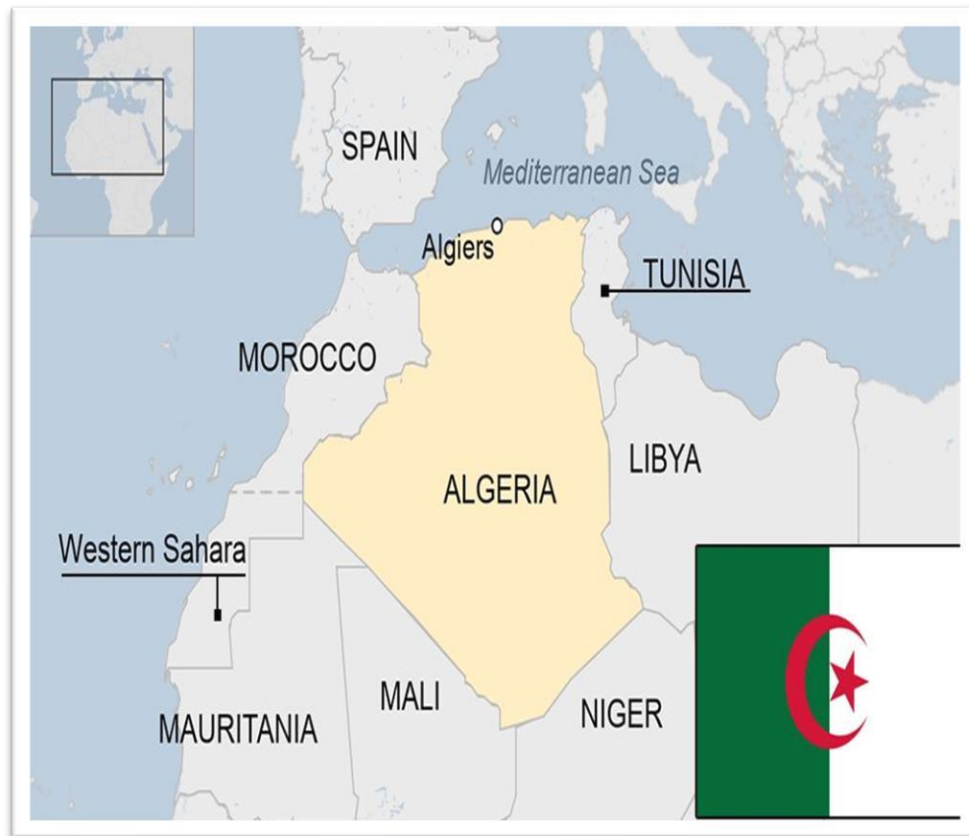 SPAIN
Mediterranean Sea
Algiers
TUNISIA
MOROCCO
LIBYA
ALGERIA
Western Sahara
MALI
NIGER
MAURITANIA